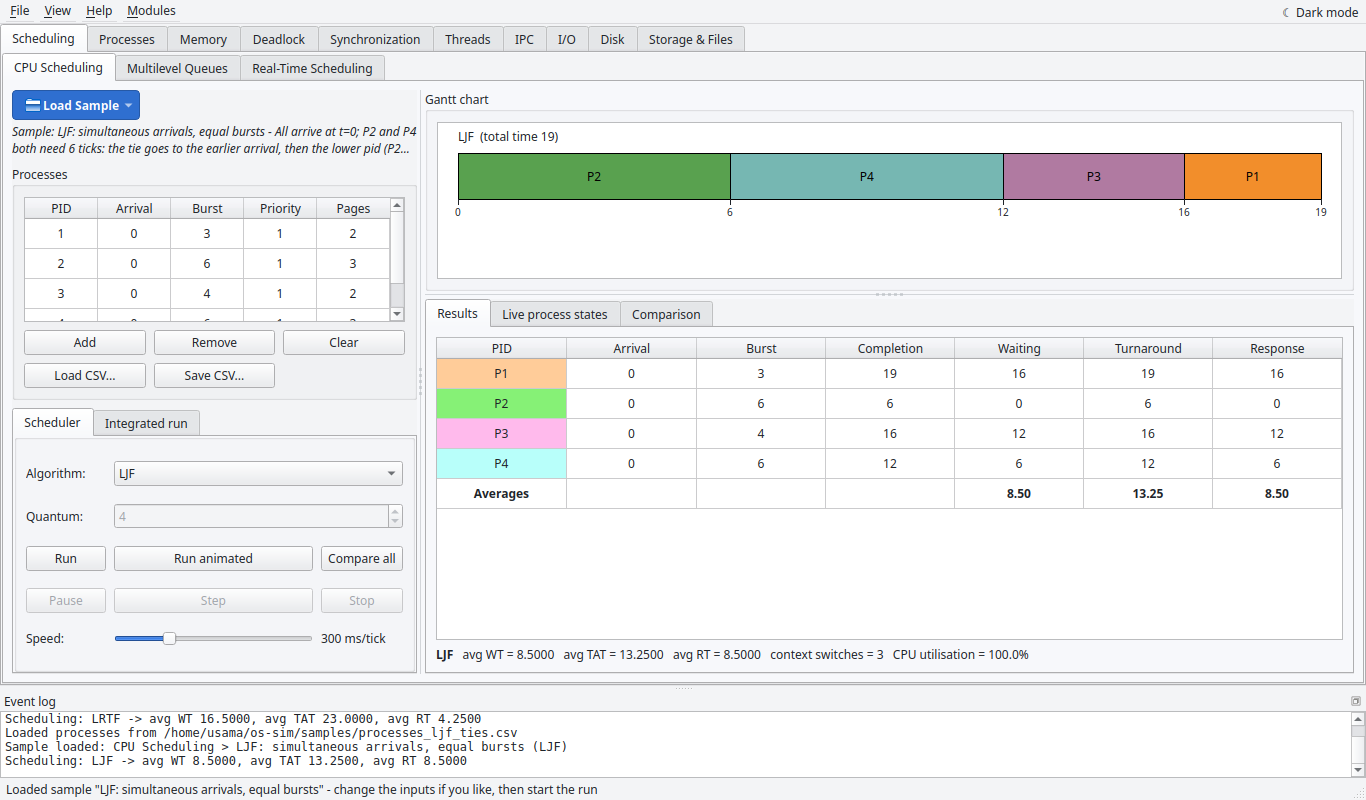 File View Help Modules
☾ Dark mode
Scheduling Processes Memory Deadlock Synchronization Threads IPC I/O Disk Storage & Files
CPU Scheduling Multilevel Queues Real-Time Scheduling
Load Sample
Sample: LJF: simultaneous arrivals, equal bursts - All arrive at t=0; P2 and P4
both need 6 ticks: the tie goes to the earlier arrival, then the lower pid (P2...
Processes
PID Arrival Burst Priority Pages
1 0 3 1 2
2 0 6 1 3
3 0 4 1 2
Add Remove Clear
Load CSV... Save CSV...
Scheduler Integrated run
Algorithm: LJF
Quantum: 4
Run Run animated Compare all
Pause Step Stop
Speed: 300 ms/tick
Gantt chart
LJF (total time 19)
P2 P4 P3 P1
0 6 12 16 19
Results Live process states Comparison
PID Arrival Burst Completion Waiting Turnaround Response
P1 0 3 19 16 19 16
P2 0 6 6 0 6 0
P3 0 4 16 12 16 12
P4 0 6 12 6 12 6
Averages 8.50 13.25 8.50
LJF avg WT = 8.5000 avg TAT = 13.2500 avg RT = 8.5000 context switches = 3 CPU utilisation = 100.0%
Event log
Scheduling: LRTF -> avg WT 16.5000, avg TAT 23.0000, avg RT 4.2500
Loaded processes from /home/usama/os-sim/samples/processes_ljf_ties.csv
Sample loaded: CPU Scheduling > LJF: simultaneous arrivals, equal bursts (LJF)
Scheduling: LJF -> avg WT 8.5000, avg TAT 13.2500, avg RT 8.5000
Loaded sample "LJF: simultaneous arrivals, equal bursts" - change the inputs if you like, then start the run